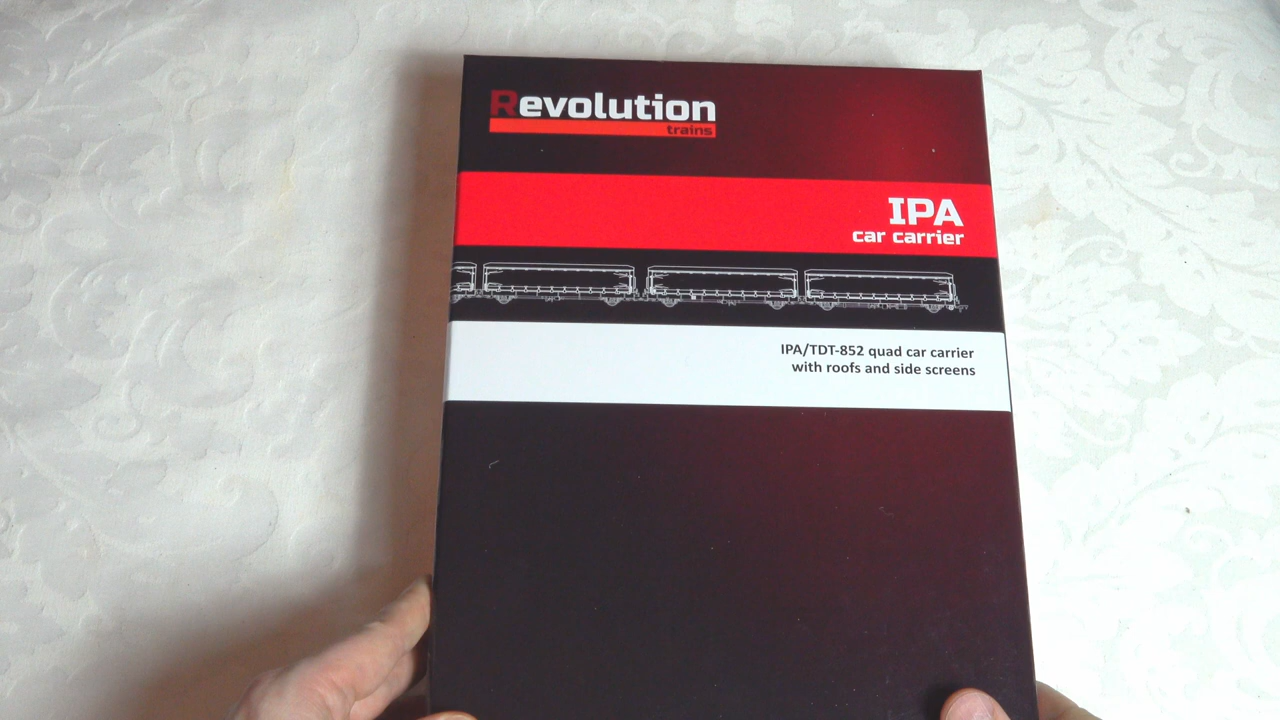 Revolution
trains
IPA
car carrier
IPA/TDT-852 quad car carrier
with roofs and side screens